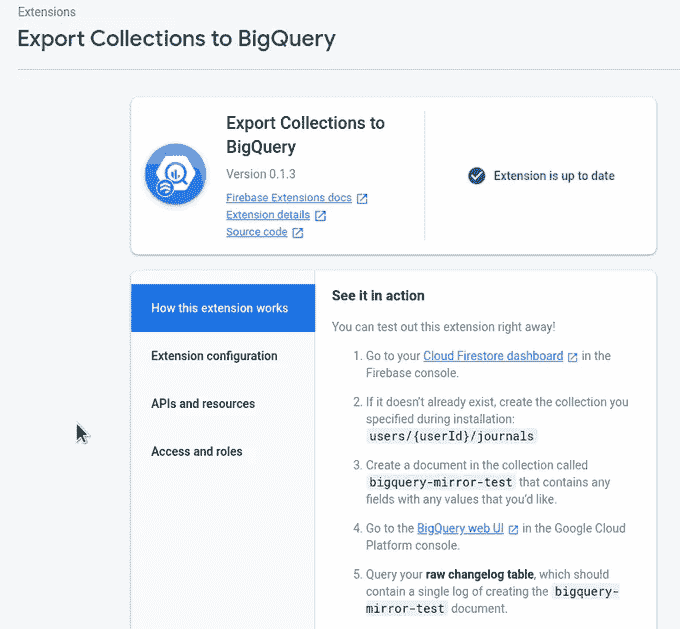 Extensions
Export Collections to BigQuery
Export Collections to
BigQuery
Version 0.1.3
Firebase Extensions docs
Extension details
Source code
Extension is up to date
How this extension works
Extension configuration
APIs and resources
Access and roles
See it in action
You can test out this extension right away!
1. Go to your Cloud Firestore dashboard in the
Firebase console.
2. If it doesn't already exist, create the collection you
specified during installation:
users/{userId}/journals
3. Create a document in the collection called
bigquery-mirror-test that contains any
fields with any values that you'd like.
4. Go to the BigQuery web UI in the Google Cloud
Platform console.
5. Query your raw changelog table, which should
contain a single log of creating the bigquery-
mirror-test document.